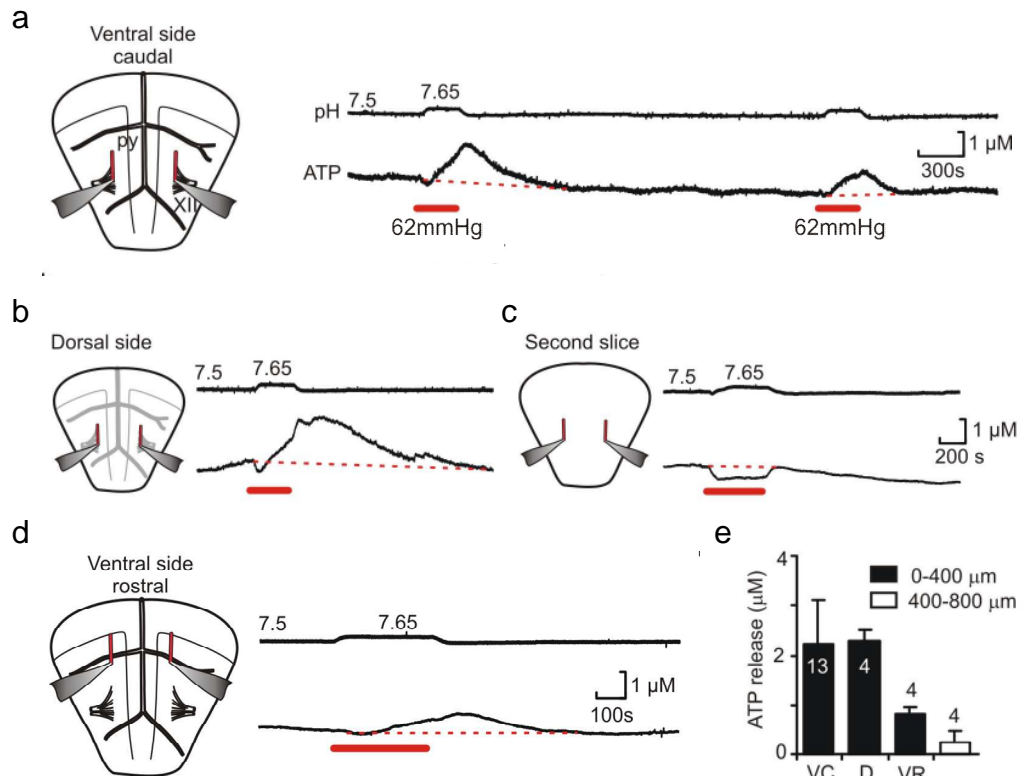 a
Ventral side
caudal
py
XII
7.5
7.65
pH
ATP
1 µM
300s
62mmHg
62mmHg
b
Dorsal side
7.5
7.65
c
Second slice
7.5
7.65
1 µM
200 s
d
Ventral side
rostral
7.5
7.65
1 µM
100s
e
ATP release (µM)
4
2
0
0-400 µm
400-800 µm
13
4
4
4
VC D VR